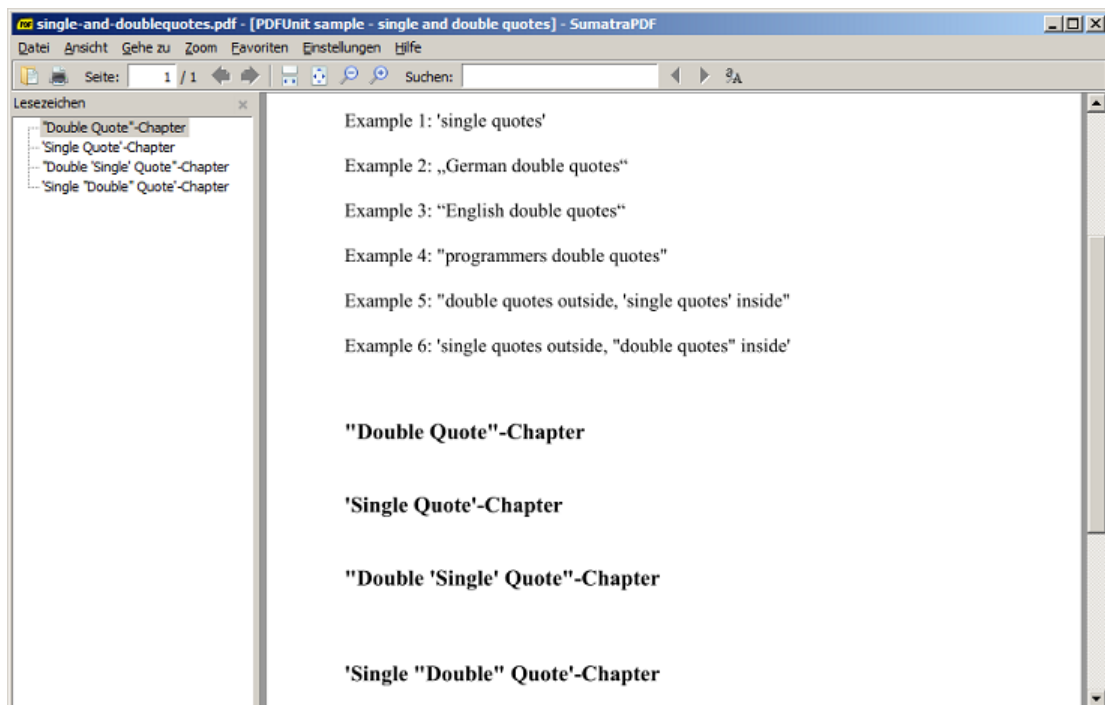 single-and-doublequotes.pdf - [PDFUnit sample - single and double quotes] - SumatraPDF
Datei Ansicht Gehe zu Zoom Favoriten Einstellungen Hilfe
Seite: 1 / 1 Suchen:
Lesezeichen
"Double Quote"-Chapter
'Single Quote'-Chapter
"Double 'Single' Quote"-Chapter
'Single "Double" Quote'-Chapter
Example 1: 'single quotes'
Example 2: „German double quotes“
Example 3: “English double quotes“
Example 4: "programmers double quotes"
Example 5: "double quotes outside, 'single quotes' inside"
Example 6: 'single quotes outside, "double quotes" inside'
"Double Quote"-Chapter
'Single Quote'-Chapter
"Double 'Single' Quote"-Chapter
'Single "Double" Quote'-Chapter